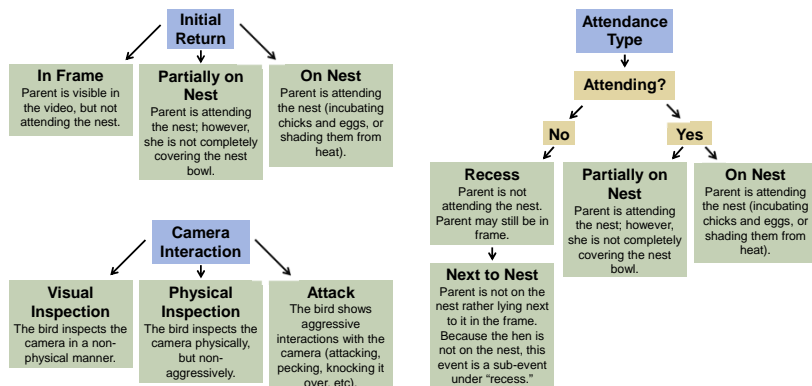 Initial
Return
In Frame
Parent is visible in
the video, but not
attending the nest.
Partially on
Nest
Parent is attending
the nest; however,
she is not completely
covering the nest
bowl.
On Nest
Parent is attending
the nest (incubating
chicks and eggs, or
shading them from
heat).
Camera
Interaction
Visual
Inspection
The bird inspects the
camera in a non-
physical manner.
Physical
Inspection
The bird inspects the
camera physically,
but non-
aggressively.
Attack
The bird shows
aggressive
interactions with the
camera (attacking,
pecking, knocking it
over, etc).
Attendance
Type
Attending?
No
Yes
Recess
Parent is not
attending the nest.
Parent may still be in
frame.
Partially on
Nest
Parent is attending
the nest; however,
she is not completely
covering the nest
bowl.
On Nest
Parent is attending
the nest (incubating
chicks and eggs, or
shading them from
heat).
Next to Nest
Parent is not on the
nest rather lying next
to it in the frame.
Because the hen is
not on the nest, this
event is a sub-event
under “recess.”